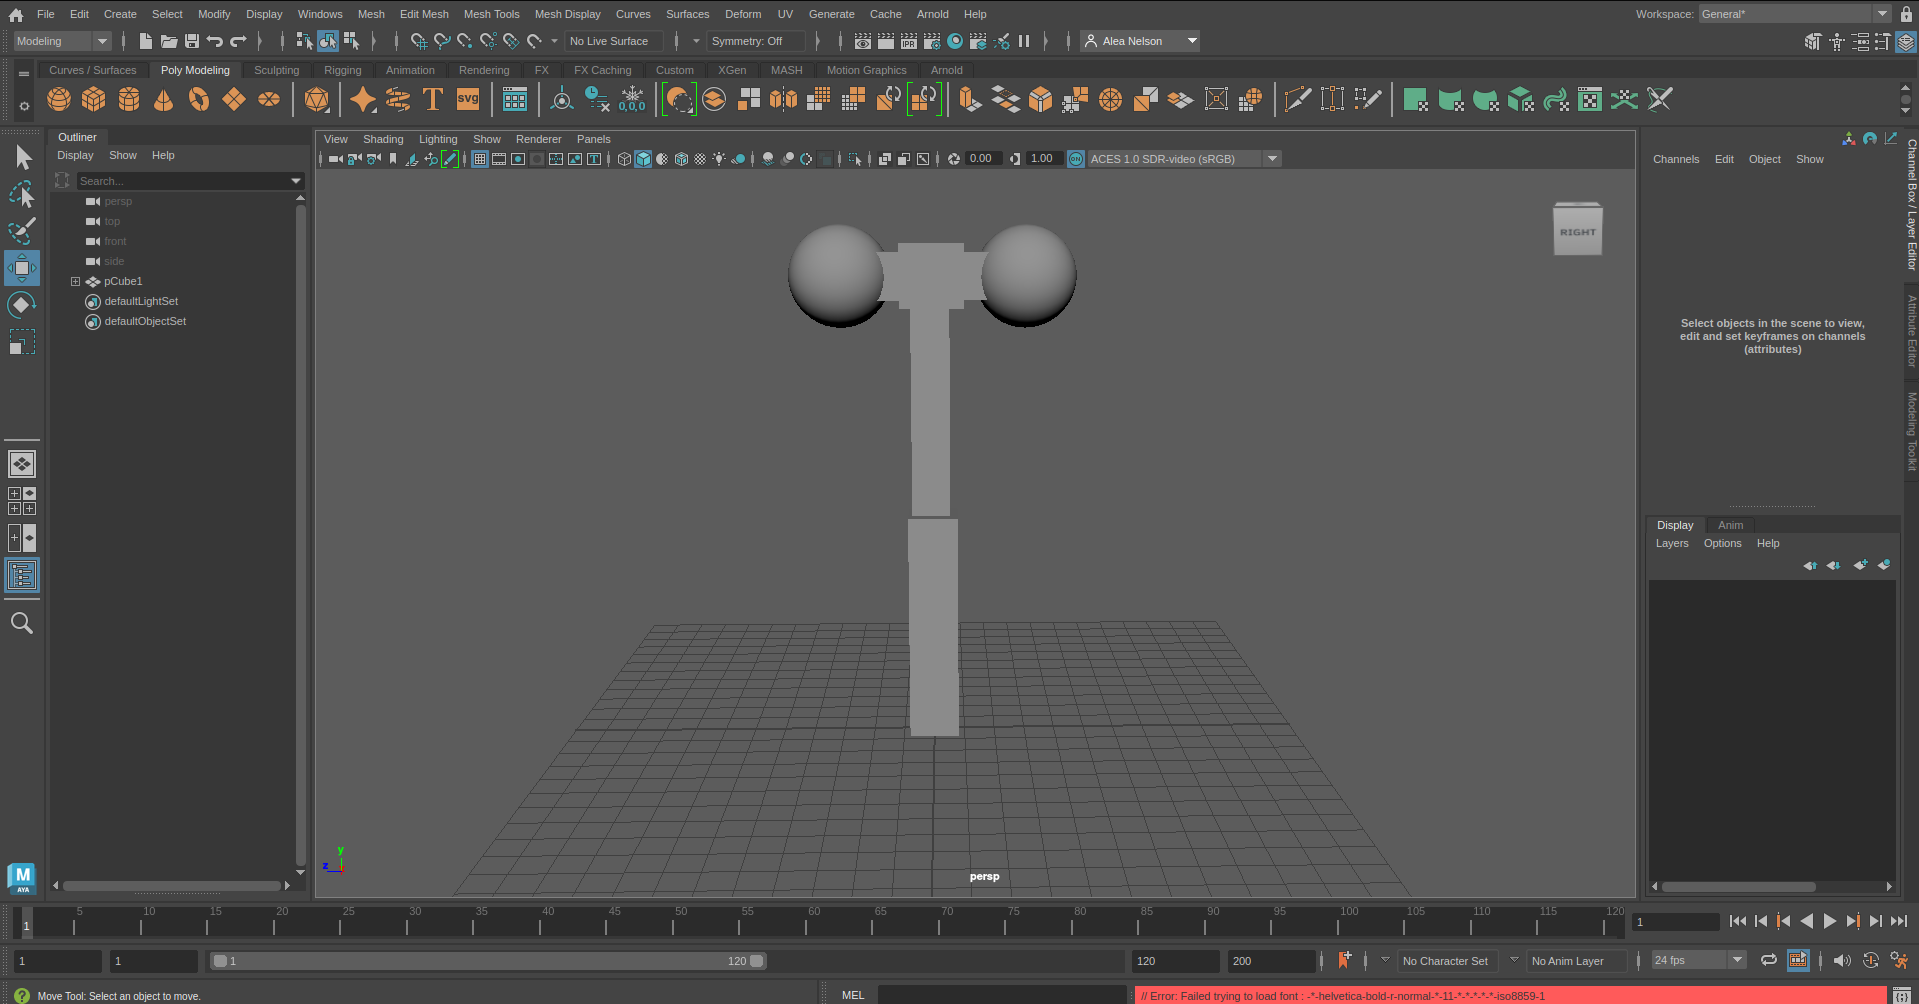 File Edit Create Select Modify Display Windows Mesh Edit Mesh Mesh Tools Mesh Display Curves Surfaces Deform UV Generate Cache Arnold Help
Workspace: General*
Modeling
No Live Surface
Symmetry: Off
IPR
Alea Nelson
Curves / Surfaces Poly Modeling Sculpting Rigging Animation Rendering FX FX Caching Custom XGen MASH Motion Graphics Arnold
T
svg
0,0,0
Outliner
Display Show Help
Search...
persp
top
front
side
pCube1
defaultLightSet
defaultObjectSet
View Shading Lighting Show Renderer Panels
0.00
1.00
ON
ACES 1.0 SDR-video (sRGB)
RIGHT
y
z
persp
Channels Edit Object Show
Select objects in the scene to view,
edit and set keyframes on channels
(attributes)
Channel Box / Layer Editor
Attribute Editor
Modeling Toolkit
Display Anim
Layers Options Help
M
AYA
1
5 10 15 20 25 30 35 40 45 50 55 60 65 70 75 80 85 90 95 100 105 110 115 120
1
1
1
1
120
120
200
No Character Set
No Anim Layer
24 fps
Move Tool: Select an object to move.
MEL
// Error: Failed trying to load font : -*-helvetica-bold-r-normal-*-11-*-*-*-*-*-iso8859-1